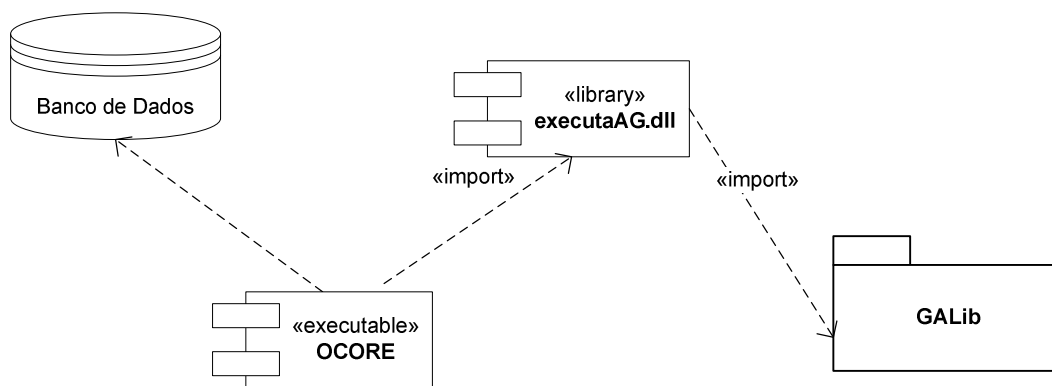 Banco de Dados
«library»
executaAG.dll
«import»
«import»
«executable»
OCORE
GALib